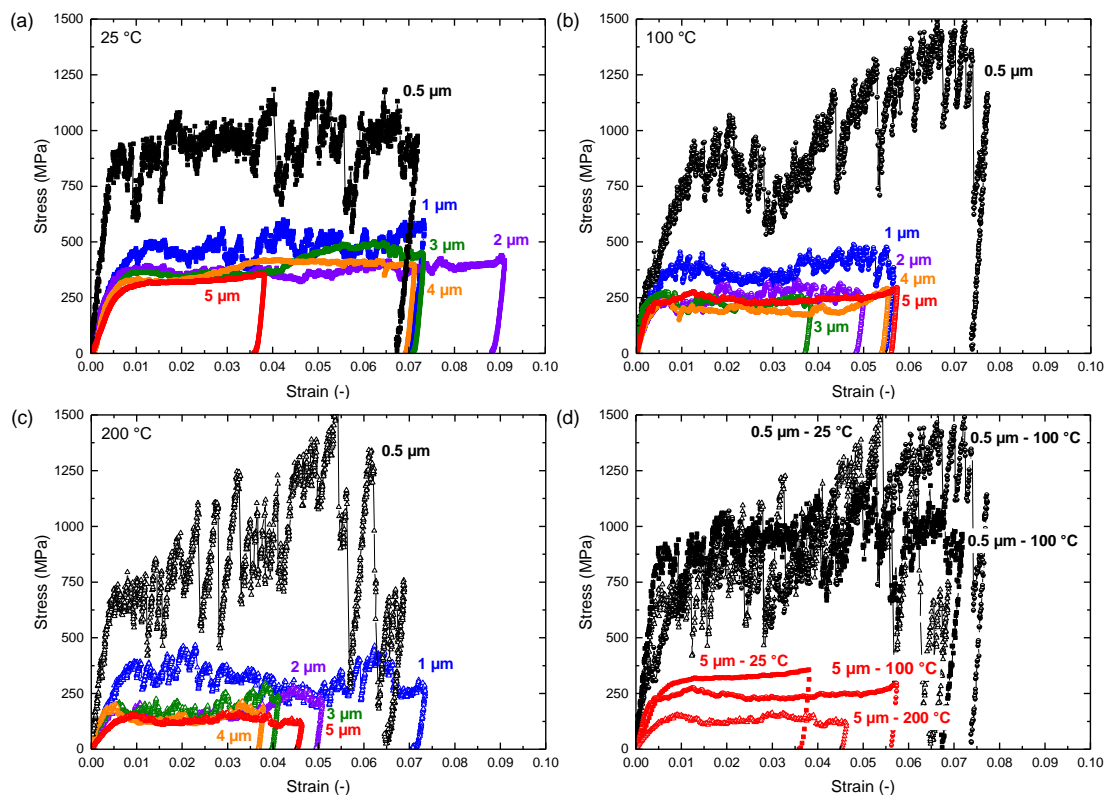 (a)
25 °C
0.5 µm
1 µm
3 µm
2 µm
4 µm
5 µm
Stress (MPa)
1500
1250
1000
750
500
250
0
0.00 0.01 0.02 0.03 0.04 0.05 0.06 0.07 0.08 0.09 0.10
Strain (-)
(b)
100 °C
0.5 µm
1 µm
2 µm
4 µm
5 µm
3 µm
Stress (MPa)
1500
1250
1000
750
500
250
0
0.00 0.01 0.02 0.03 0.04 0.05 0.06 0.07 0.08 0.09 0.10
Strain (-)
(c)
200 °C
0.5 µm
2 µm
1 µm
3 µm
4 µm
5 µm
Stress (MPa)
1500
1250
1000
750
500
250
0
0.00 0.01 0.02 0.03 0.04 0.05 0.06 0.07 0.08 0.09 0.10
Strain (-)
(d)
0.5 µm - 25 °C
0.5 µm - 100 °C
0.5 µm - 100 °C
5 µm - 25 °C
5 µm - 100 °C
5 µm - 200 °C
Stress (MPa)
1500
1250
1000
750
500
250
0
0.00 0.01 0.02 0.03 0.04 0.05 0.06 0.07 0.08 0.09 0.10
Strain (-)